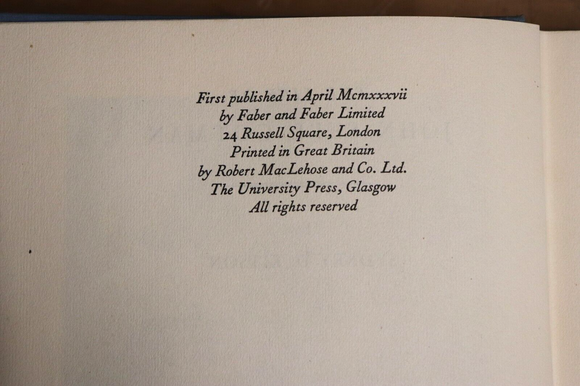 First published in April Mcmxxxvii
by Faber and Faber Limited
24 Russell Square, London
Printed in Great Britain
by Robert MacLehose and Co. Ltd.
The University Press, Glasgow
All rights reserved